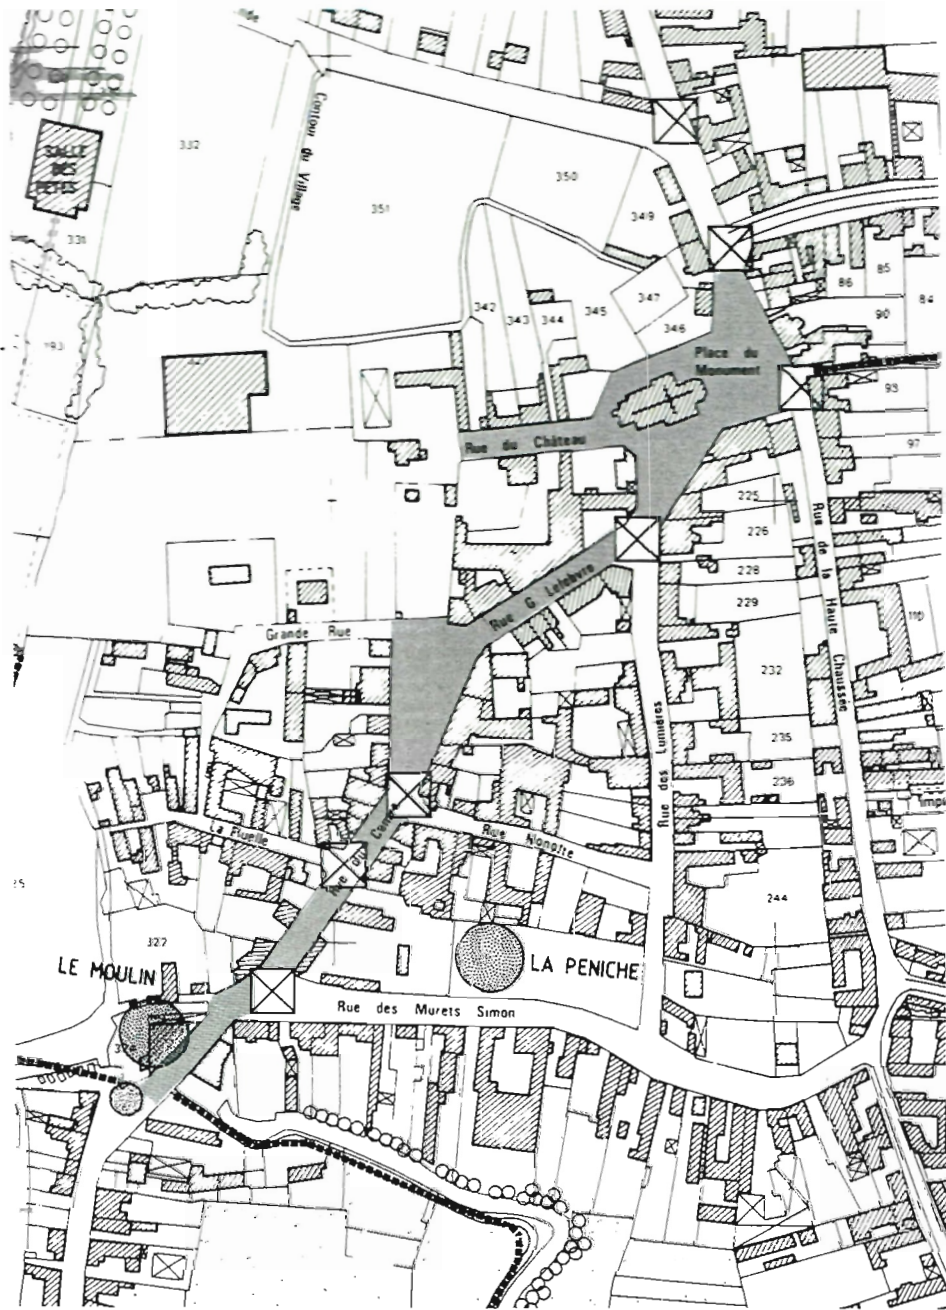 Contour du Village
332
SALLE
DES
FETES
331
193
351
350
349
347
346
345
344
343
342
86
85
84
90
93
97
Place du
Monument
Rue du Château
225
226
228
229
232
235
236
244
Rue de la Haute Chaussée
110
Rue G Lefebvre
Grande Rue
Rue des Lumières
La Ruelle
Rue
327
LE MOULIN
LA PENICHE
Rue des Murets Simon